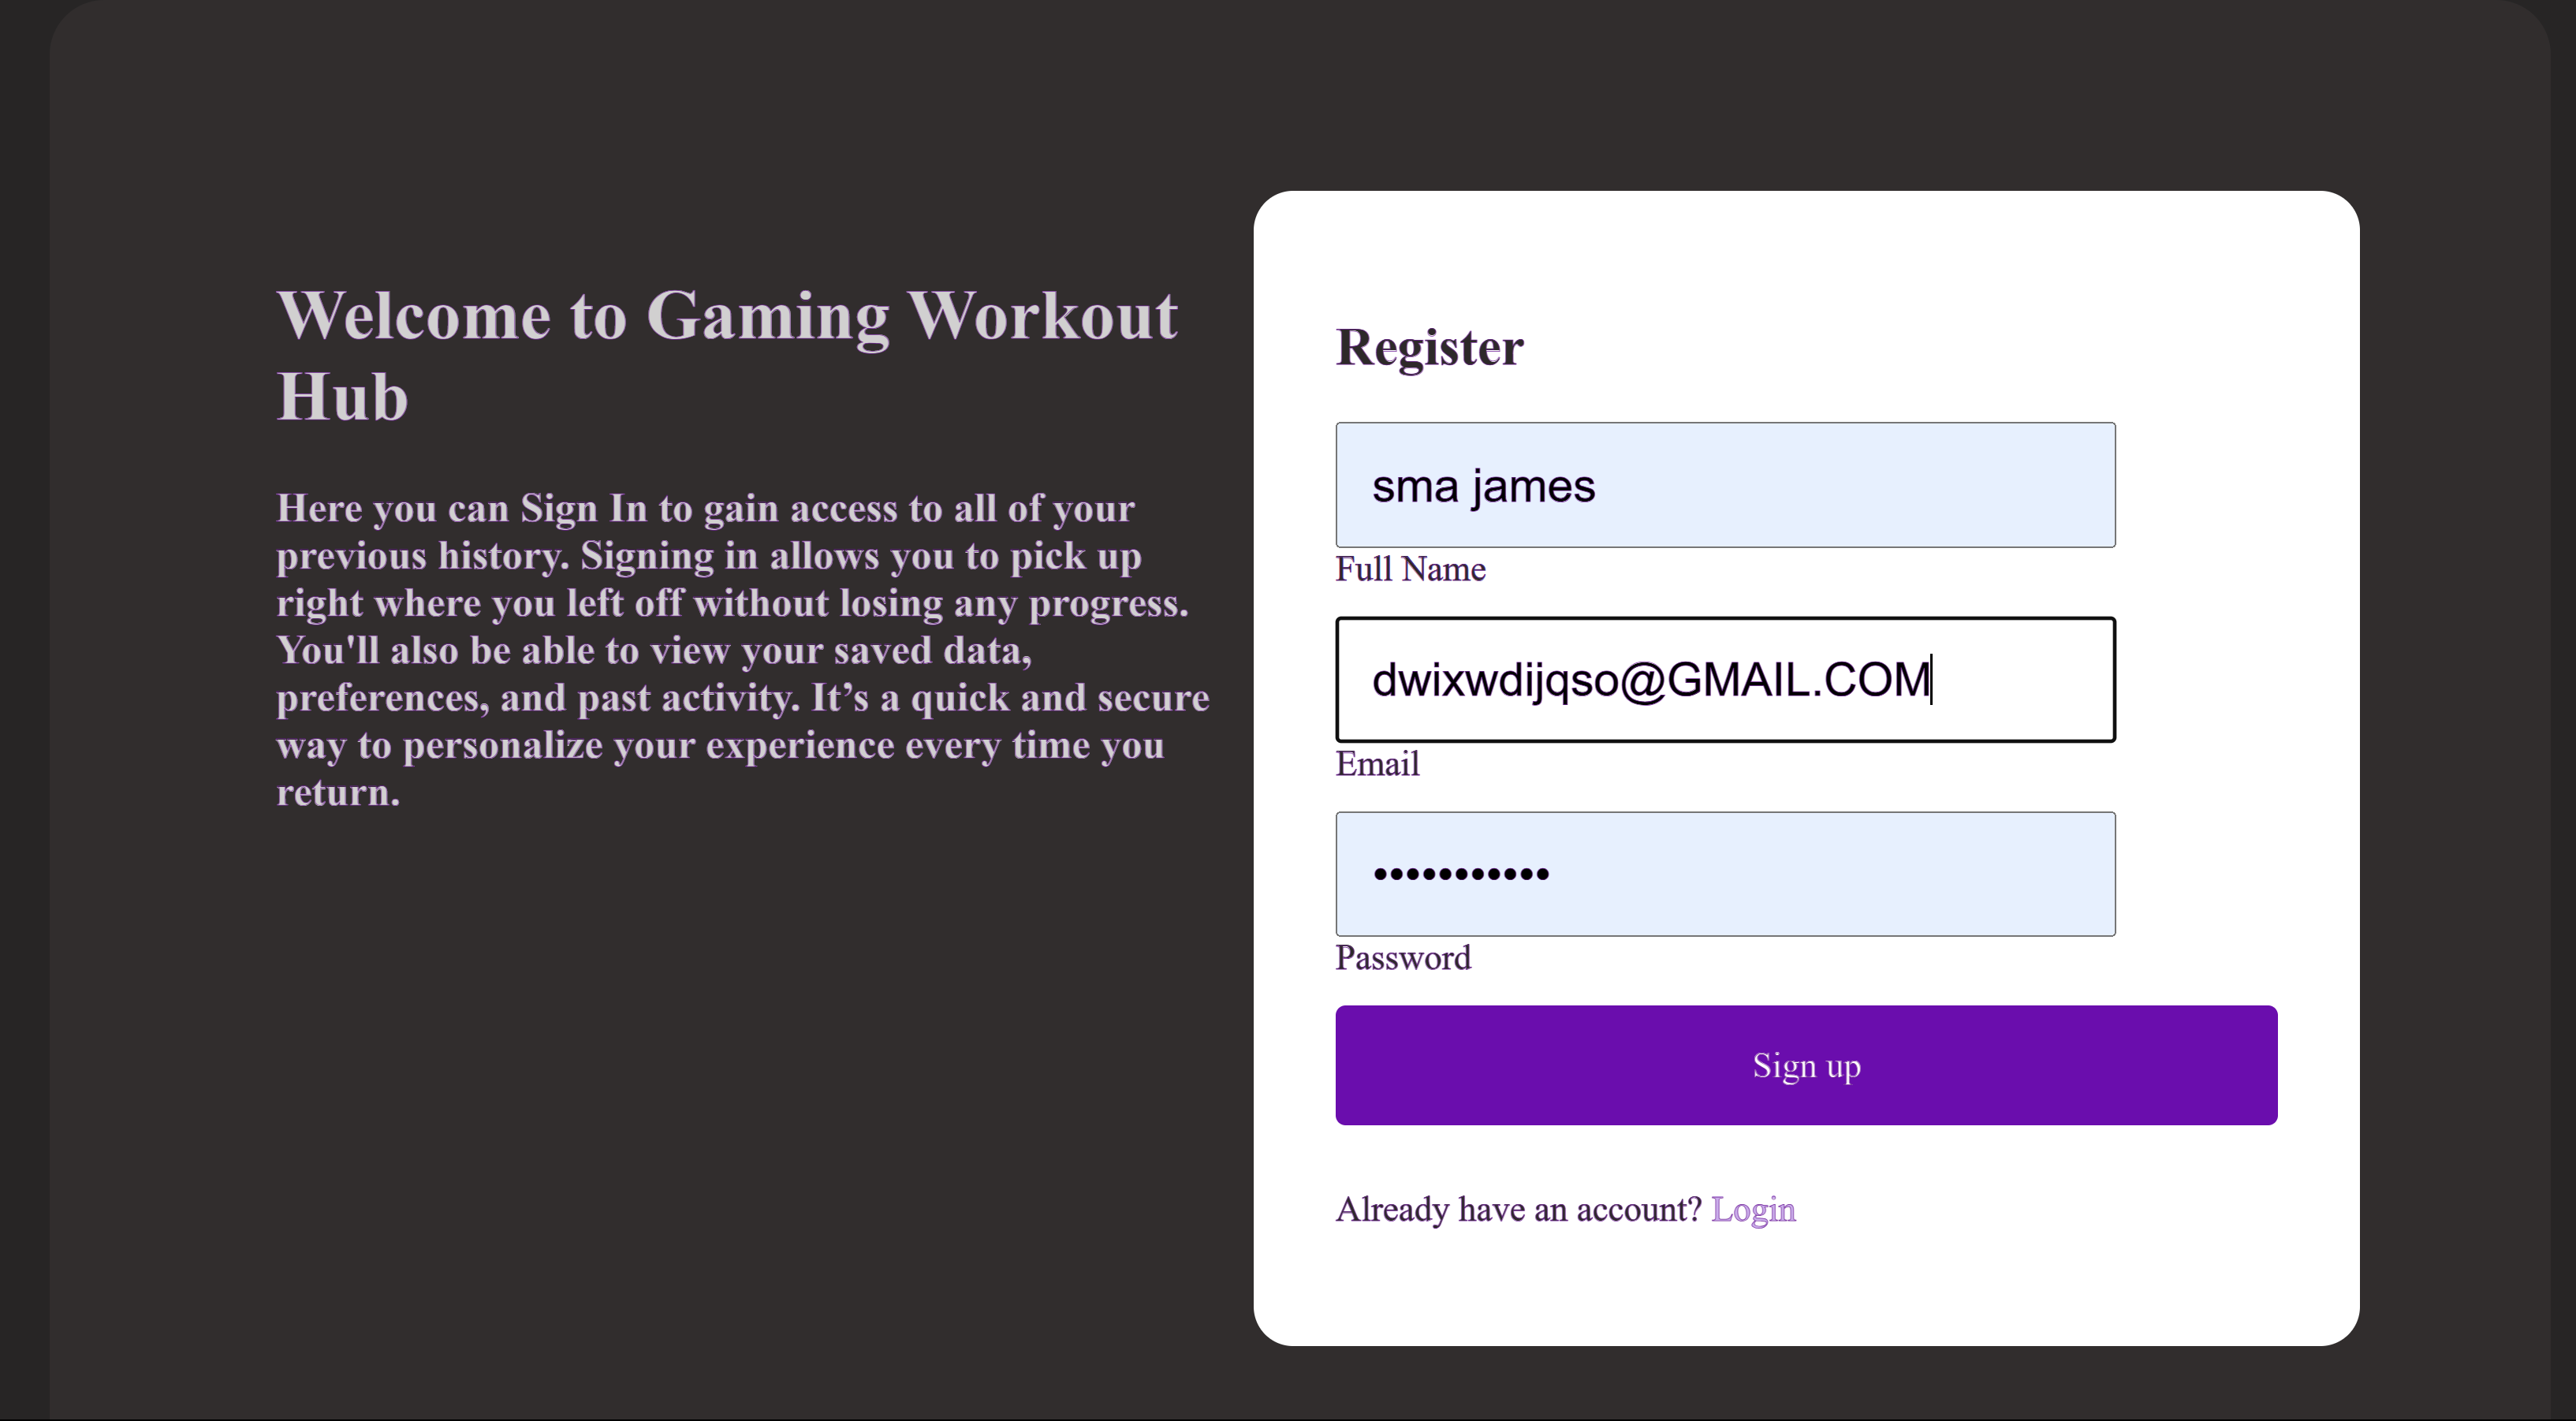 Welcome to Gaming Workout
Hub
Here you can Sign In to gain access to all of your
previous history. Signing in allows you to pick up
right where you left off without losing any progress.
You'll also be able to view your saved data,
preferences, and past activity. It’s a quick and secure
way to personalize your experience every time you
return.
Register
sma james
Full Name
dwixwdijqso@GMAIL.COM
Email
•••••••••••
Password
Sign up
Already have an account? Login